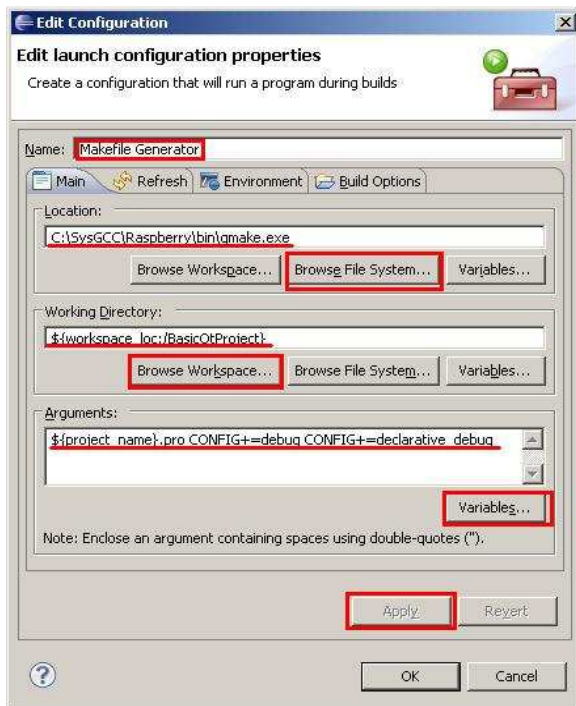 Edit Configuration
Edit launch configuration properties
Create a configuration that will run a program during builds
Name: Makefile Generator
Main Refresh Environment Build Options
Location:
C:\SysGCC\Raspberry\bin\qmake.exe
Browse Workspace... Browse File System... Variables...
Working Directory:
${workspace_loc:/BasicQtProject}
Browse Workspace... Browse File System... Variables...
Arguments:
${project_name}.pro CONFIG+=debug CONFIG+=declarative_debug
Variables...
Note: Enclose an argument containing spaces using double-quotes (").
Apply Revert
? OK Cancel